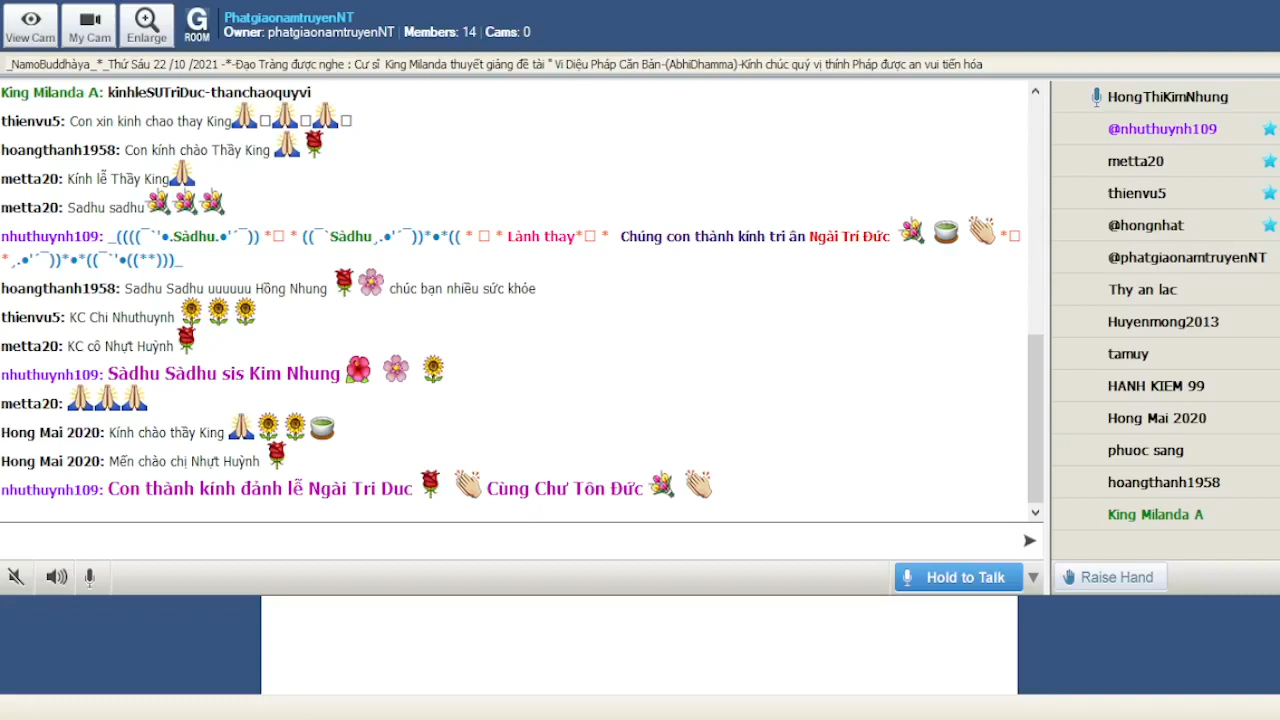 View Cam
My Cam
Enlarge
G
ROOM
PhatgiaonamtruyenNT
Owner: phatgiaonamtruyenNT | Members: 14 | Cams: 0
_NamoBuddhàya_*_Thứ Sáu 22 /10 /2021 -*-Đạo Tràng được nghe : Cư sĩ King Milanda thuyết giảng đề tài " Vi Diệu Pháp Căn Bản-(AbhiDhamma)-Kính chúc quý vị thính Pháp được an vui tiến hóa
King Milanda A: kinhleSUTriDuc-thanchaoquyvi
thienvu5: Con xin kinh chao thay King
hoangthanh1958: Con kính chào Thầy King
metta20: Kính lễ Thầy King
metta20: Sadhu sadhu
nhuthuynh109: _((((¯`'•.Sàdhu.•'´¯)) *□ * ((¯`Sàdhu¸.•'´¯))*•*(( * □ * Lành thay*□ * Chúng con thành kính tri ân Ngài Trí Đức *□
*¸.•'´¯))*•*((¯`'•((**)))_
hoangthanh1958: Sadhu Sadhu uuuuuu Hồng Nhung chúc bạn nhiều sức khỏe
thienvu5: KC Chi Nhuthuynh
metta20: KC cô Nhựt Huỳnh
nhuthuynh109: Sàdhu Sàdhu sis Kim Nhung
metta20:
Hong Mai 2020: Kính chào thầy King
Hong Mai 2020: Mến chào chị Nhựt Huỳnh
nhuthuynh109: Con thành kính đảnh lễ Ngài Tri Duc Cùng Chư Tôn Đức
Hold to Talk
HongThiKimNhung
@nhuthuynh109
metta20
thienvu5
@hongnhat
@phatgiaonamtruyenNT
Thy an lac
Huyenmong2013
tamuy
HANH KIEM 99
Hong Mai 2020
phuoc sang
hoangthanh1958
King Milanda A
Raise Hand